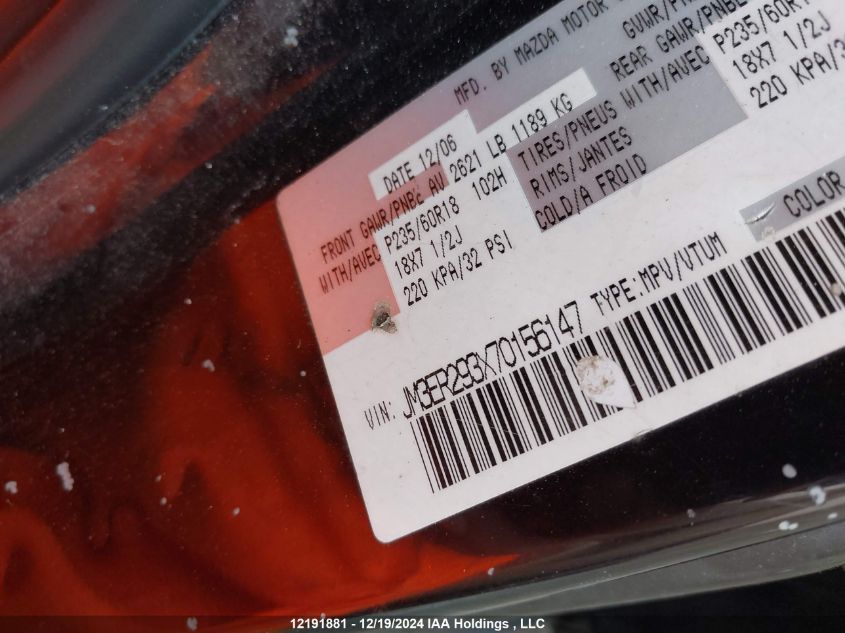 MFD. BY MAZDA MOTOR
DATE 12/06
GVWR/PN
FRONT GAWR/PNBE AV 2621 LB 1189 KG
REAR GAWR/PNBE
WITH/AVEC P235/60R18 102H
TIRES/PNEUS WITH/AVEC P235/60R1
18X7 1/2J
RIMS/JANTES
18X7 1/2J
220 KPA/32 PSI
COLD/A FROID
220 KPA/3
COLOR
VIN: JM3ER293X70156147 TYPE:MPV/VTUM
12191881 - 12/19/2024 IAA Holdings , LLC